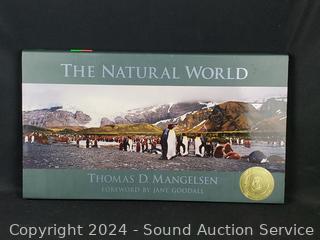 THE NATURAL WORLD
THOMAS D. MANGELSEN
FOREWORD BY JANE GOODALL
Copyright 2024 - Sound Auction Service